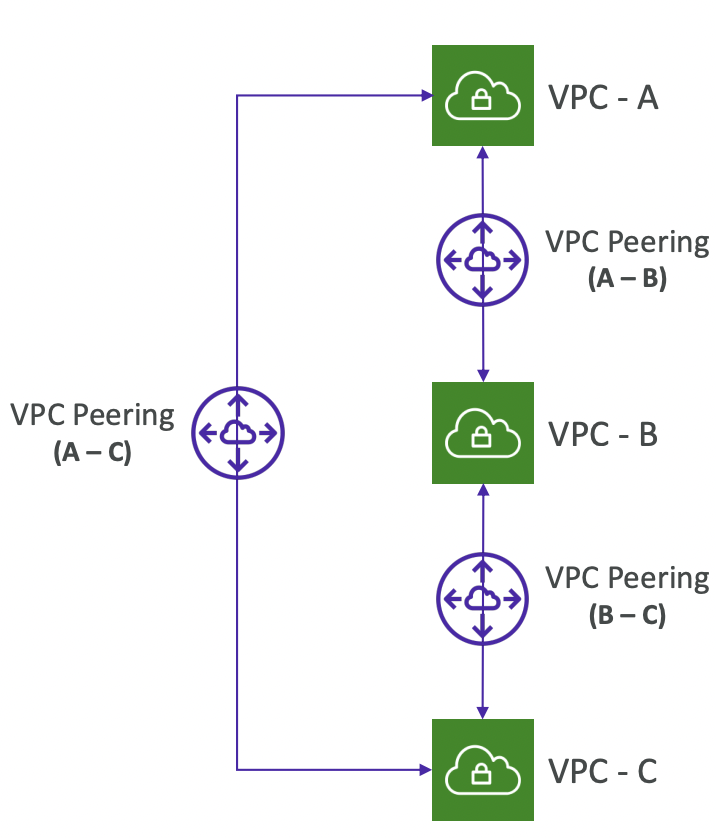 VPC - A
VPC Peering
(A – B)
VPC Peering
(A – C)
VPC - B
VPC Peering
(B – C)
VPC - C